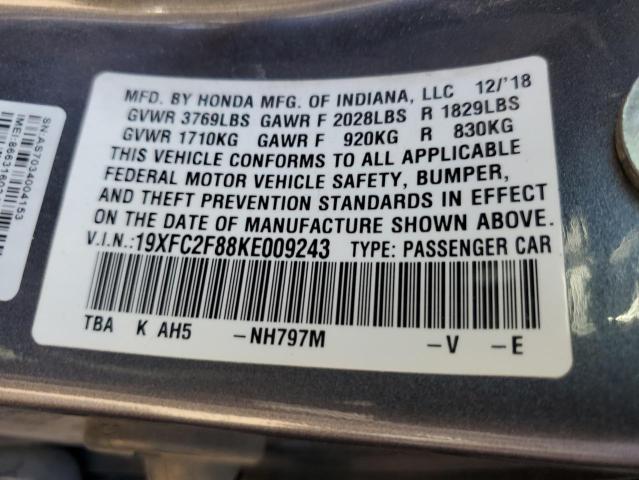 MFD. BY HONDA MFG. OF INDIANA, LLC 12/'18
GVWR 3769LBS GAWR F 2028LBS R 1829LBS
GVWR 1710KG GAWR F 920KG R 830KG
THIS VEHICLE CONFORMS TO ALL APPLICABLE
FEDERAL MOTOR VEHICLE SAFETY, BUMPER,
AND THEFT PREVENTION STANDARDS IN EFFECT
ON THE DATE OF MANUFACTURE SHOWN ABOVE.
V.I.N.:19XFC2F88KE009243 TYPE: PASSENGER CAR
TBA K AH5 –NH797M –V –E
SN: AS70340004153